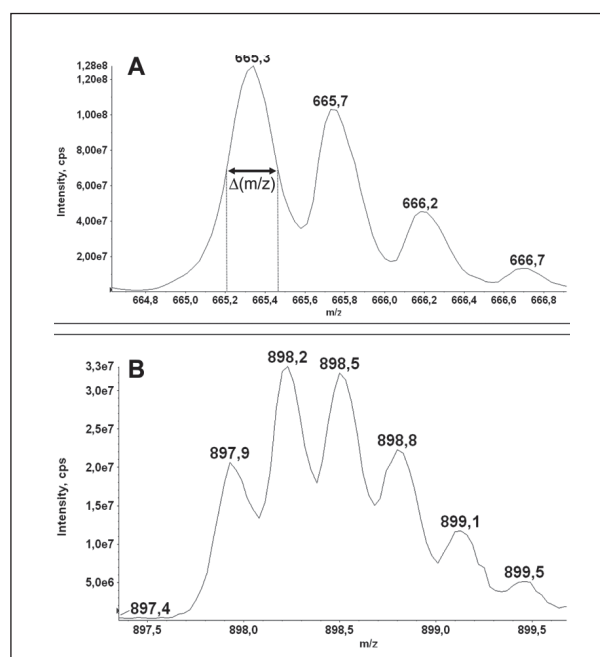 A
665,3
1,28e8
1,20e8
665,7
1,00e8
8,00e7
Δ(m/z)
6,00e7
666,2
4,00e7
666,7
2,00e7
Intensity, cps
664,8 665,0 665,2 665,4 665,6 665,8 666,0 666,2 666,4 666,6 666,8
m/z
B
3,3e7
898,2 898,5
3,0e7
2,5e7
897,9
898,8
2,0e7
1,5e7
899,1
1,0e7
899,5
5,0e6
897,4
Intensity, cps
897,5 898,0 898,5 899,0 899,5
m/z